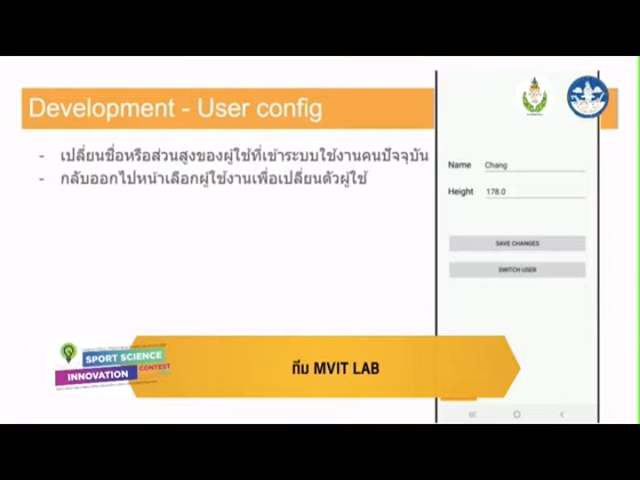 Development - User config
- เปลี่ยนชื่อหรือส่วนสูงของผู้ใช้ที่เข้าระบบใช้งานคนปัจจุบัน
- กลับออกไปหน้าเลือกผู้ใช้งานเพื่อเปลี่ยนตัวผู้ใช้
Name Chang
Height 178.0
SAVE CHANGES
SWITCH USER
SPORT SCIENCE
INNOVATION CONTEST
ทีม MVIT LAB